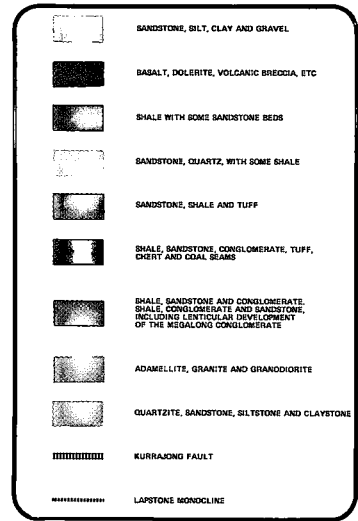 SANDSTONE, SILT, CLAY AND GRAVEL
BASALT, DOLERITE, VOLCANIC BRECCIA, ETC
SHALE WITH SOME SANDSTONE BEDS
SANDSTONE, QUARTZ, WITH SOME SHALE
SANDSTONE, SHALE AND TUFF
SHALE, SANDSTONE, CONGLOMERATE, TUFF,
CHERT AND COAL SEAMS
SHALE, SANDSTONE AND CONGLOMERATE,
SHALE, CONGLOMERATE AND SANDSTONE,
INCLUDING LENTICULAR DEVELOPMENT
OF THE MEGALONG CONGLOMERATE
ADAMELLITE, GRANITE AND GRANODIORITE
QUARTZITE, SANDSTONE, SILTSTONE AND CLAYSTONE
KURRAJONG FAULT
LAPSTONE MONOCLINE